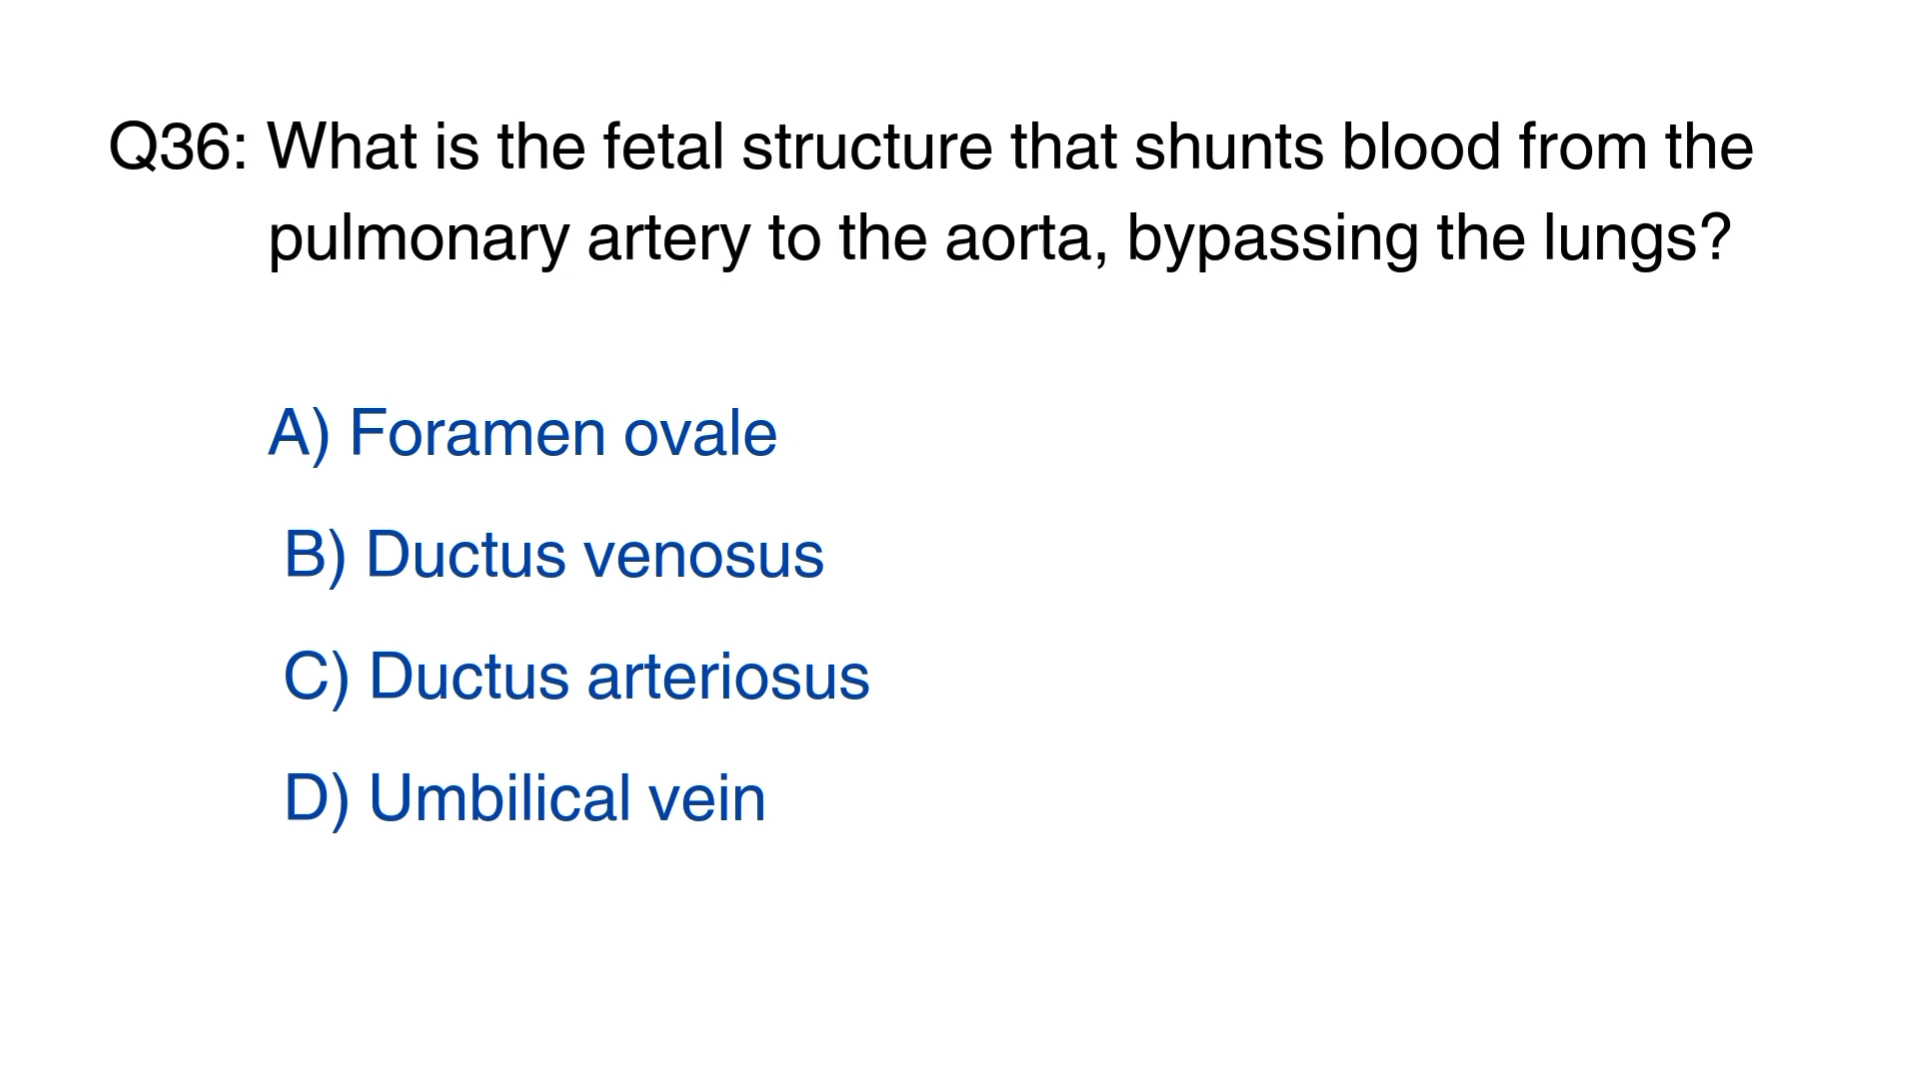 Q36: What is the fetal structure that shunts blood from the
pulmonary artery to the aorta, bypassing the lungs?
A) Foramen ovale
B) Ductus venosus
C) Ductus arteriosus
D) Umbilical vein